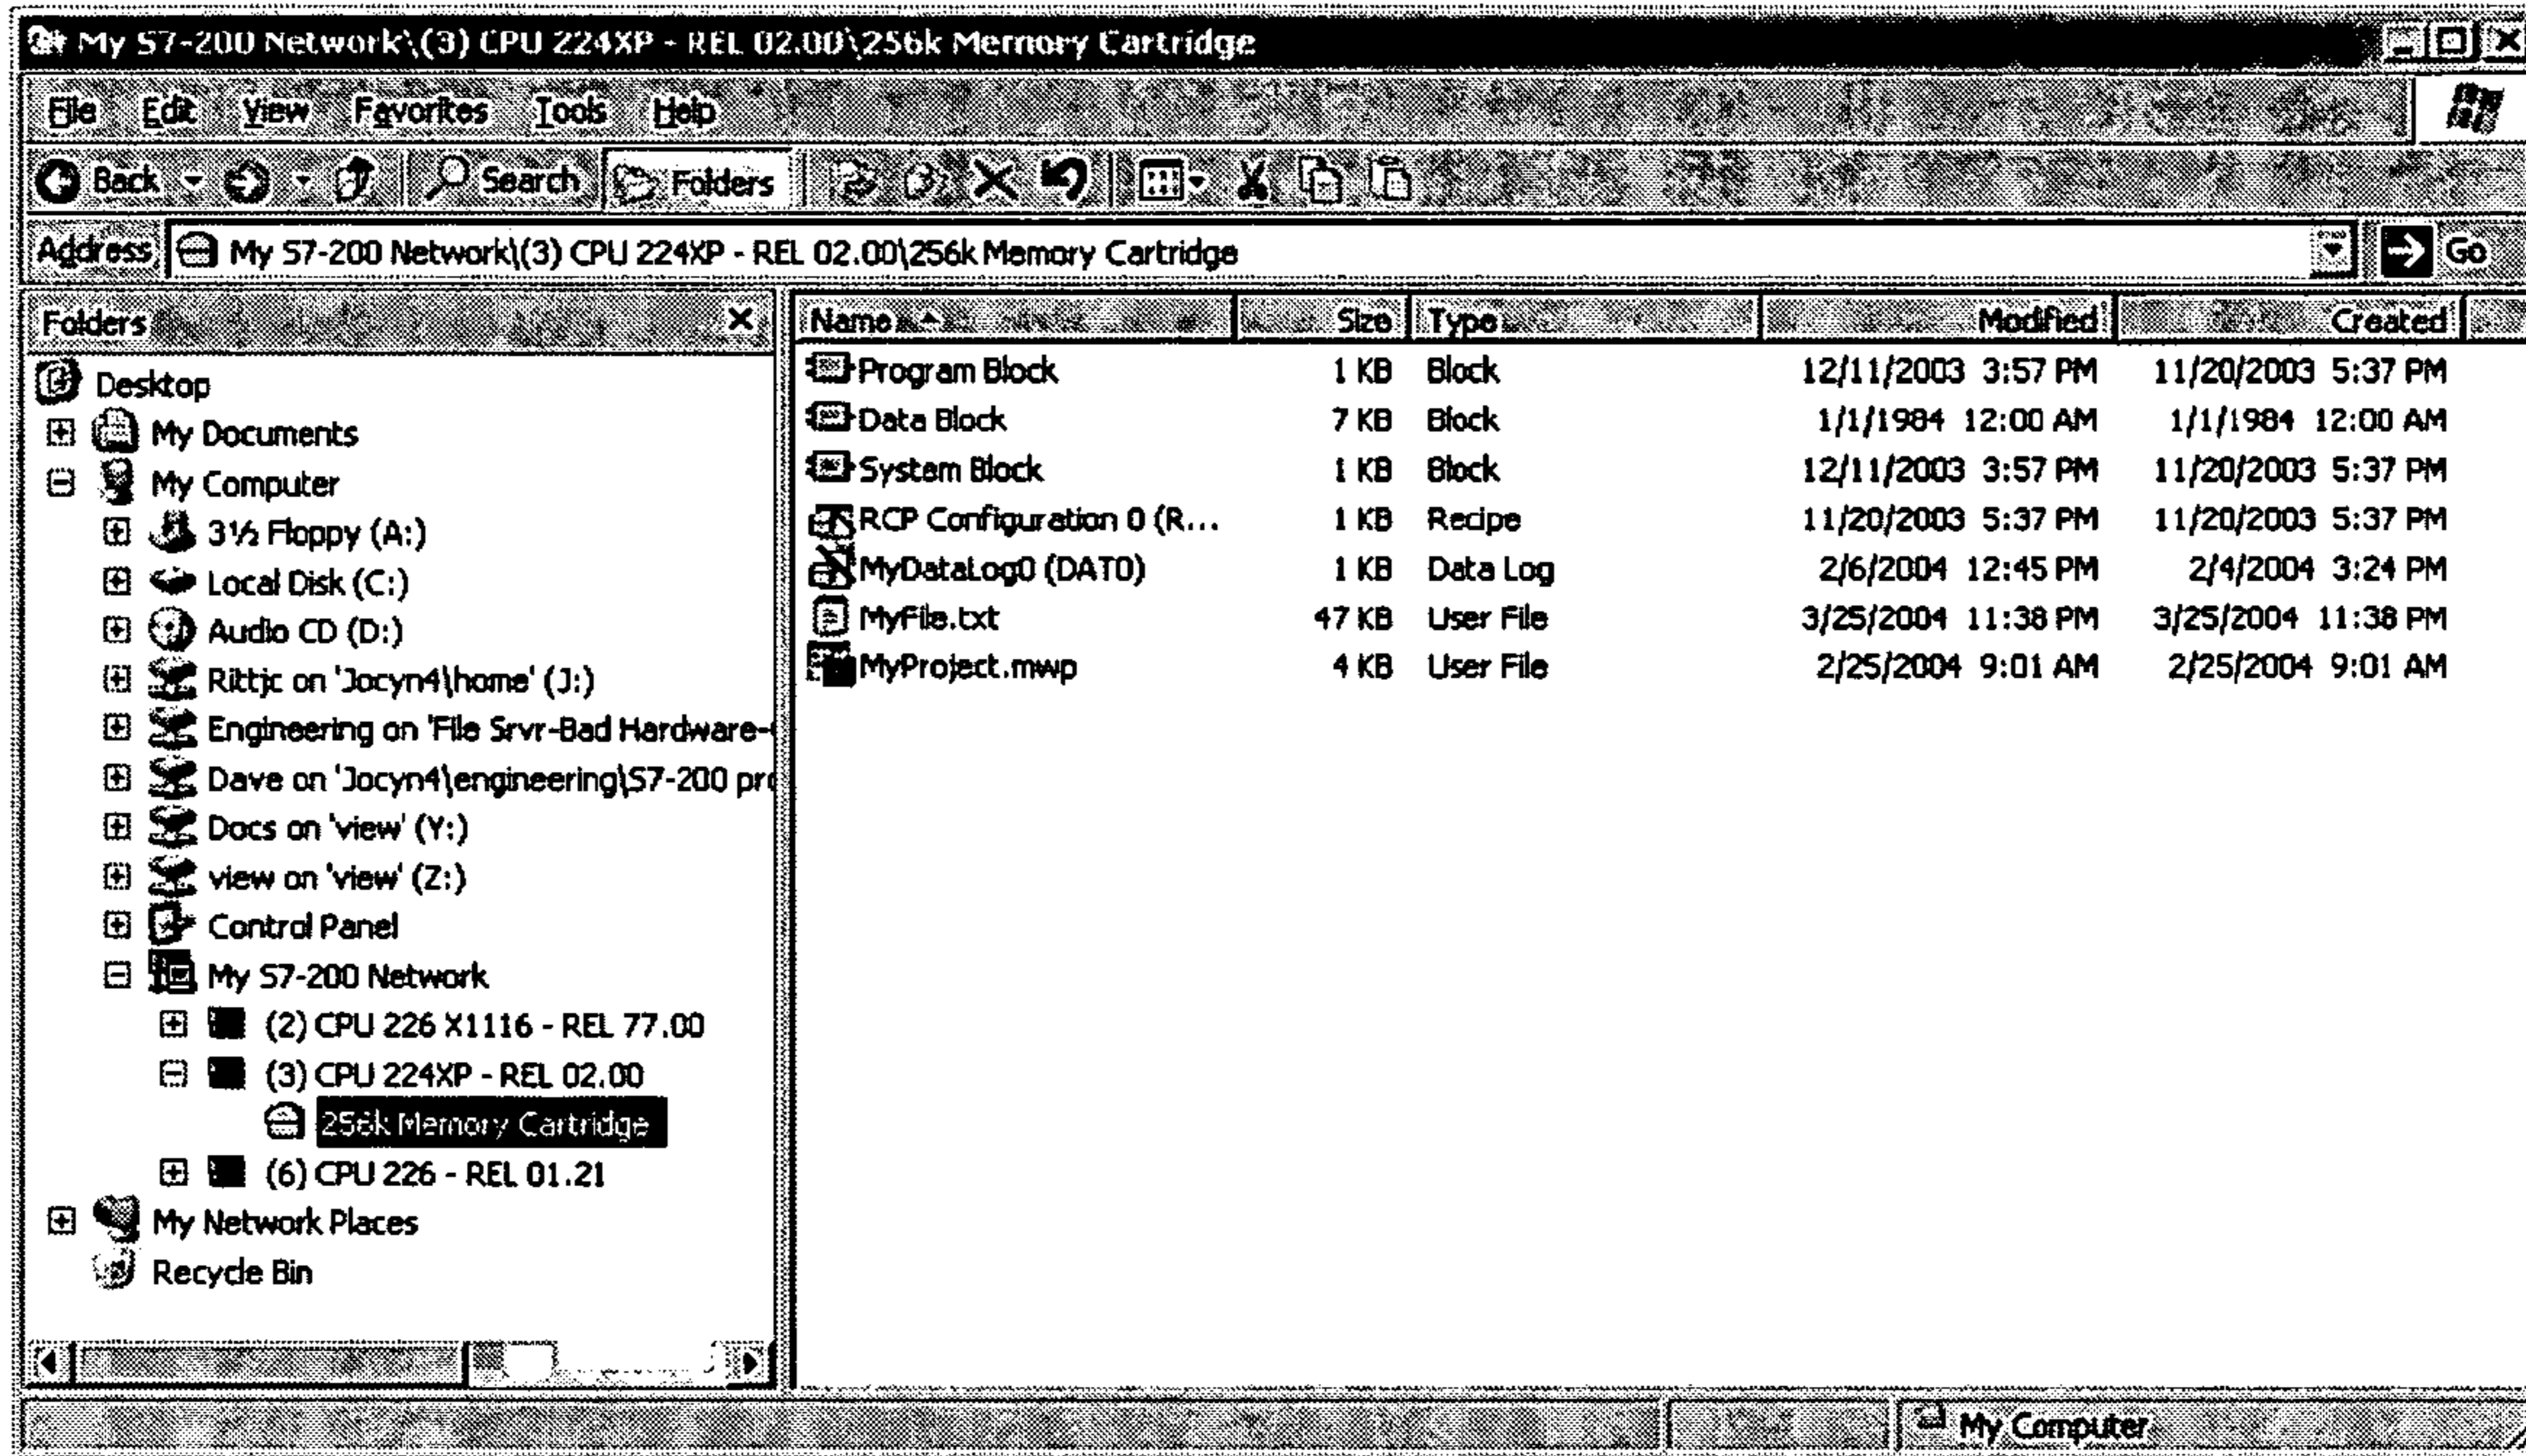 My S7-200 Network\(3) CPU 224XP - REL 02.00\256k Memory Cartridge
File Edit View Favorites Tools Help
Back Search Folders
Address My S7-200 Network\(3) CPU 224XP - REL 02.00\256k Memory Cartridge Go
Folders
Desktop
My Documents
My Computer
3½ Floppy (A:)
Local Disk (C:)
Audio CD (D:)
Rittjc on 'Jocyn4\home' (J:)
Engineering on 'File Srvr-Bad Hardware-
Dave on 'Jocyn4\engineering\S7-200 pro
Docs on 'view' (Y:)
view on 'view' (Z:)
Control Panel
My S7-200 Network
(2) CPU 226 X1116 - REL 77.00
(3) CPU 224XP - REL 02.00
256k Memory Cartridge
(6) CPU 226 - REL 01.21
My Network Places
Recycle Bin
Name Size Type Modified Created
Program Block 1 KB Block 12/11/2003 3:57 PM 11/20/2003 5:37 PM
Data Block 7 KB Block 1/1/1984 12:00 AM 1/1/1984 12:00 AM
System Block 1 KB Block 12/11/2003 3:57 PM 11/20/2003 5:37 PM
RCP Configuration 0 (R... 1 KB Recipe 11/20/2003 5:37 PM 11/20/2003 5:37 PM
MyDataLog0 (DAT0) 1 KB Data Log 2/6/2004 12:45 PM 2/4/2004 3:24 PM
MyFile.txt 47 KB User File 3/25/2004 11:38 PM 3/25/2004 11:38 PM
MyProject.mwp 4 KB User File 2/25/2004 9:01 AM 2/25/2004 9:01 AM
My Computer